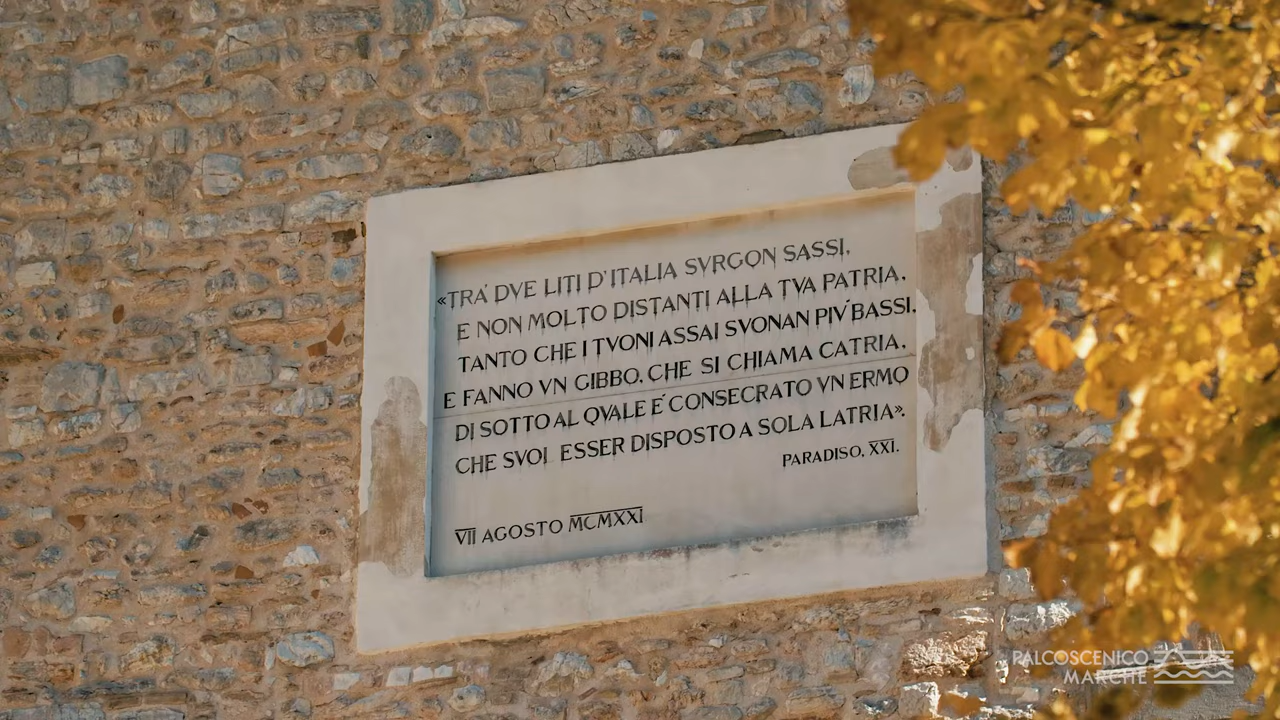 «TRA' DVE LITI D'ITALIA SVRGON SASSI,
E NON MOLTO DISTANTI ALLA TVA PATRIA,
TANTO CHE I TVONI ASSAI SVONAN PIV' BASSI.
E FANNO VN GIBBO, CHE SI CHIAMA CATRIA,
DI SOTTO AL QVALE E' CONSECRATO VN ERMO
CHE SVOL ESSER DISPOSTO A SOLA LATRIA».
PARADISO, XXI.
VII AGOSTO MCMXXI
PALCOSCENICO
MARCHE